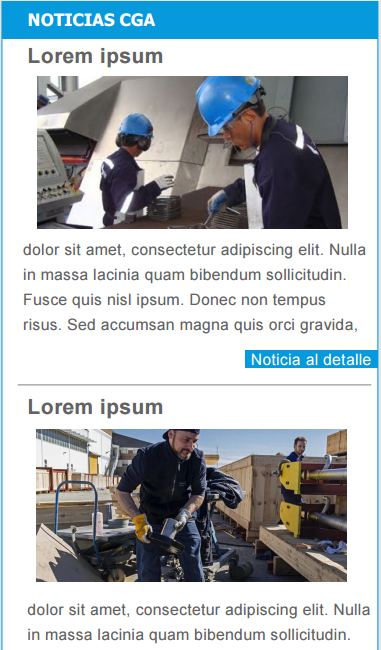 NOTICIAS CGA
Lorem ipsum
dolor sit amet, consectetur adipiscing elit. Nulla
in massa lacinia quam bibendum sollicitudin.
Fusce quis nisl ipsum. Donec non tempus
risus. Sed accumsan magna quis orci gravida,
Noticia al detalle
Lorem ipsum
dolor sit amet, consectetur adipiscing elit. Nulla
in massa lacinia quam bibendum sollicitudin.